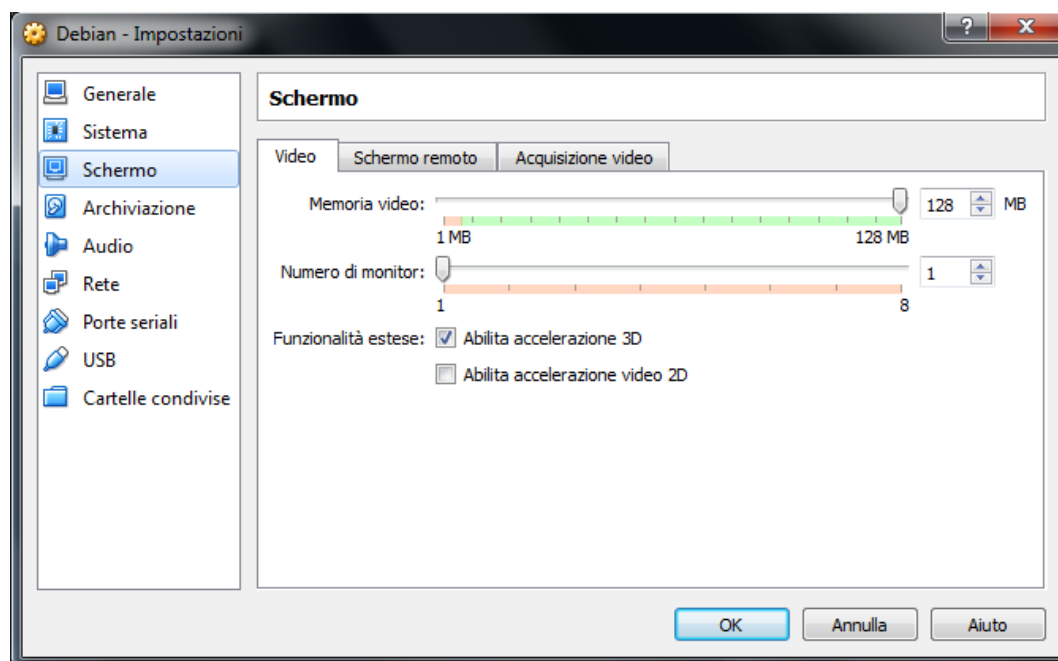 Debian - Impostazioni
?
X
Generale
Sistema
Schermo
Archiviazione
Audio
Rete
Porte seriali
USB
Cartelle condivise
Schermo
Video Schermo remoto Acquisizione video
Memoria video: 128 MB
1 MB 128 MB
Numero di monitor: 1
1 8
Funzionalità estese: Abilita accelerazione 3D
Abilita accelerazione video 2D
OK Annulla Aiuto